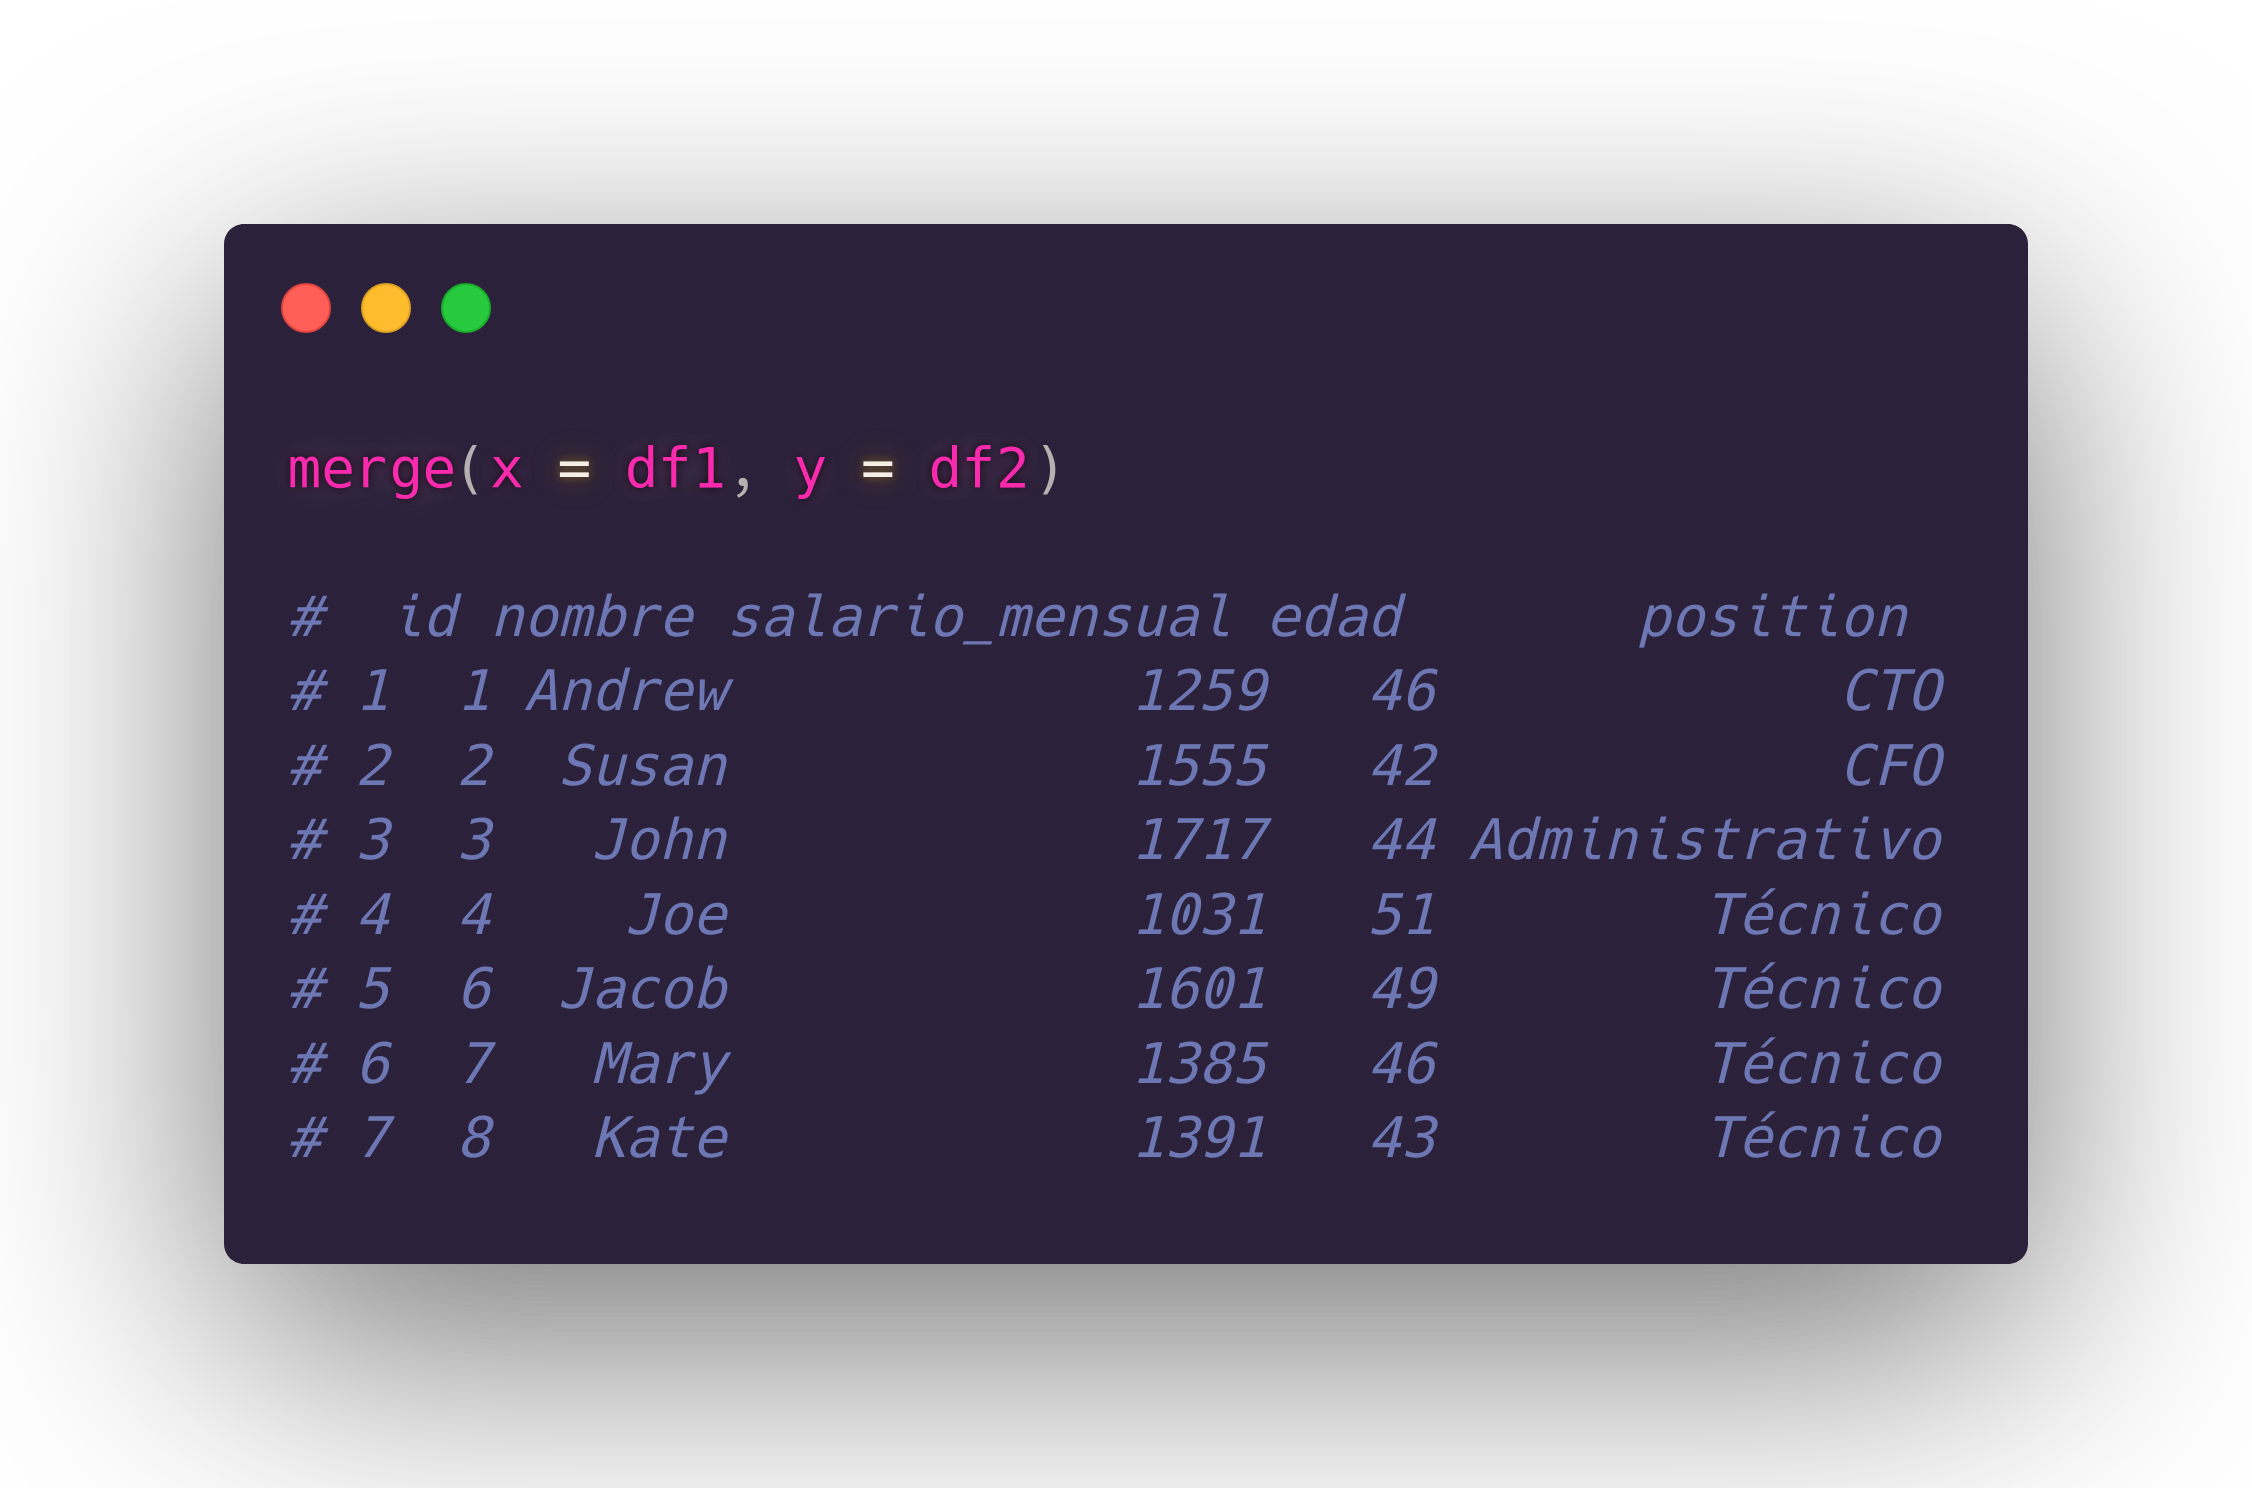 merge(x = df1, y = df2)
#  id nombre salario_mensual edad       position
# 1  1 Andrew            1259   46            CTO
# 2  2  Susan            1555   42            CFO
# 3  3   John            1717   44 Administrativo
# 4  4    Joe            1031   51        Técnico
# 5  6  Jacob            1601   49        Técnico
# 6  7   Mary            1385   46        Técnico
# 7  8   Kate            1391   43        Técnico